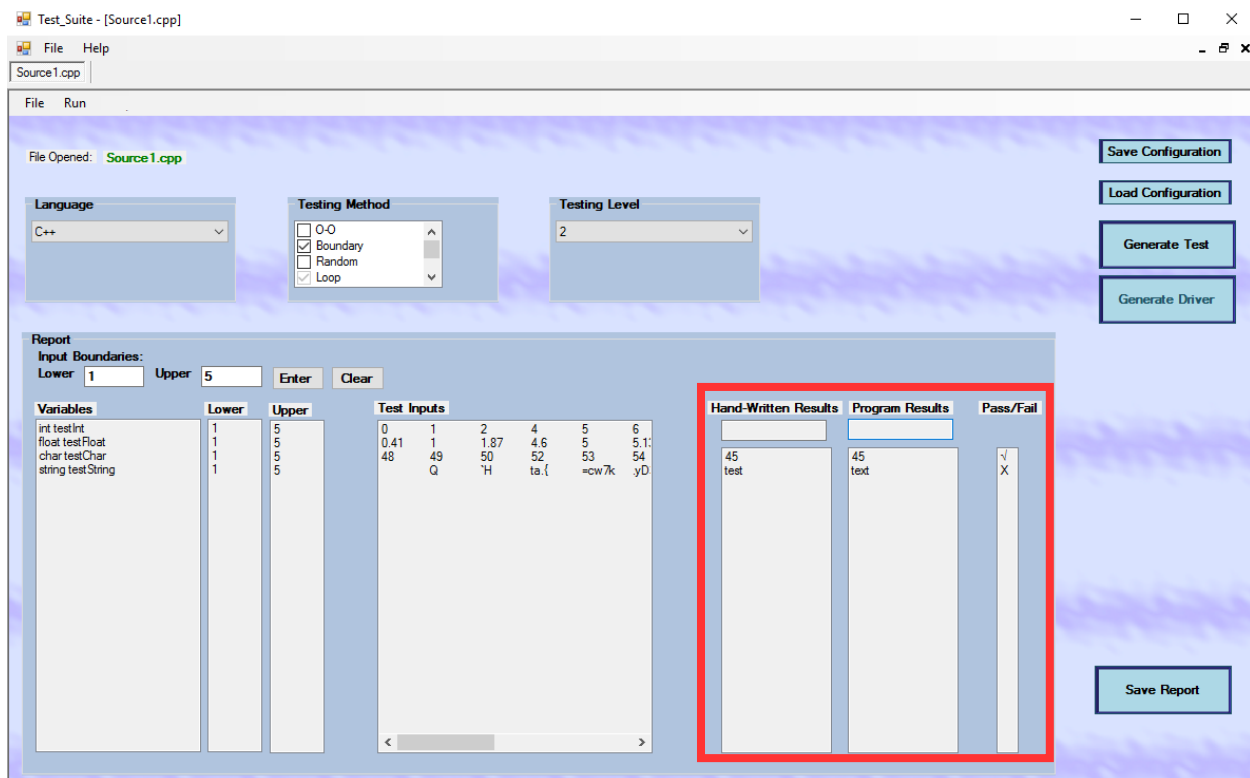 Test_Suite - [Source1.cpp]
File Help
Source1.cpp
File Run
File Opened: Source1.cpp
Save Configuration
Load Configuration
Generate Test
Generate Driver
Language
C++
Testing Method
O-O
Boundary
Random
Loop
Testing Level
2
Report
Input Boundaries:
Lower 1 Upper 5 Enter Clear
Variables Lower Upper Test Inputs Hand-Written Results Program Results Pass/Fail
int testInt 1 5 0 1 2 4 5 6
float testFloat 1 5 0.41 1 1.87 4.6 5
char testChar 1 5 48 49 50 52 53 54
string testString 1 5 Q `H ta.{ =cw7k .yD
45 45 √
test text X
Save Report